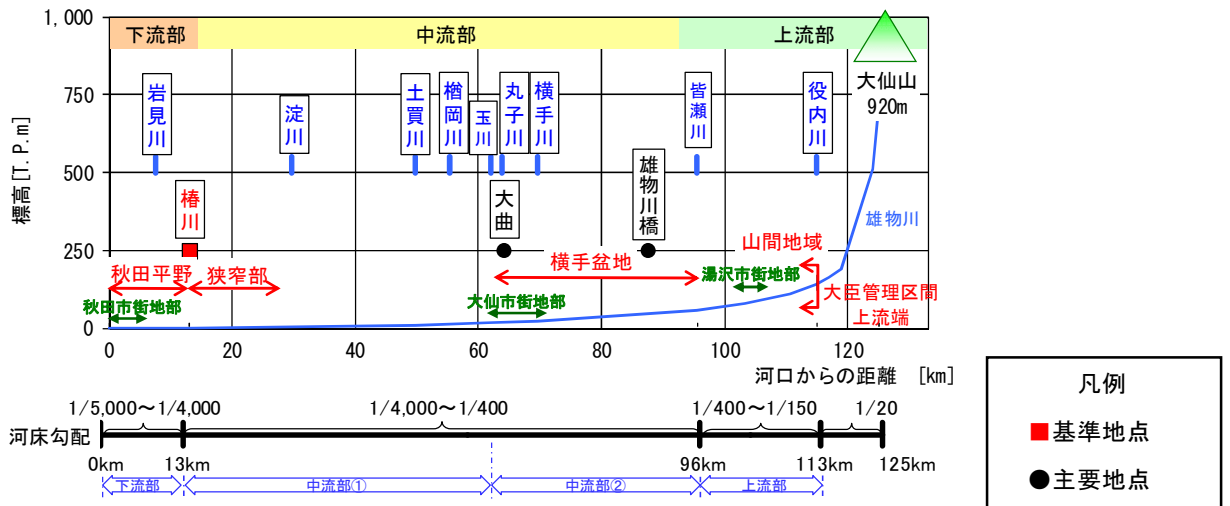 1,000
下流部
中流部
上流部
大仙山
920m
750
岩見川
淀川
土買川
楢岡川
玉川
丸子川
横手川
皆瀬川
役内川
標高[T.P.m]
500
椿川
大曲
雄物川橋
雄物川
250
秋田平野
狭窄部
横手盆地
山間地域
湯沢市街地部
大臣管理区間
上流端
秋田市街地部
大仙市街地部
0
0
20
40
60
80
100
120
河口からの距離 [km]
1/5,000～1/4,000
1/4,000～1/400
1/400～1/150
1/20
河床勾配
0km
13km
96km
113km
125km
下流部
中流部①
中流部②
上流部
凡例
基準地点
主要地点